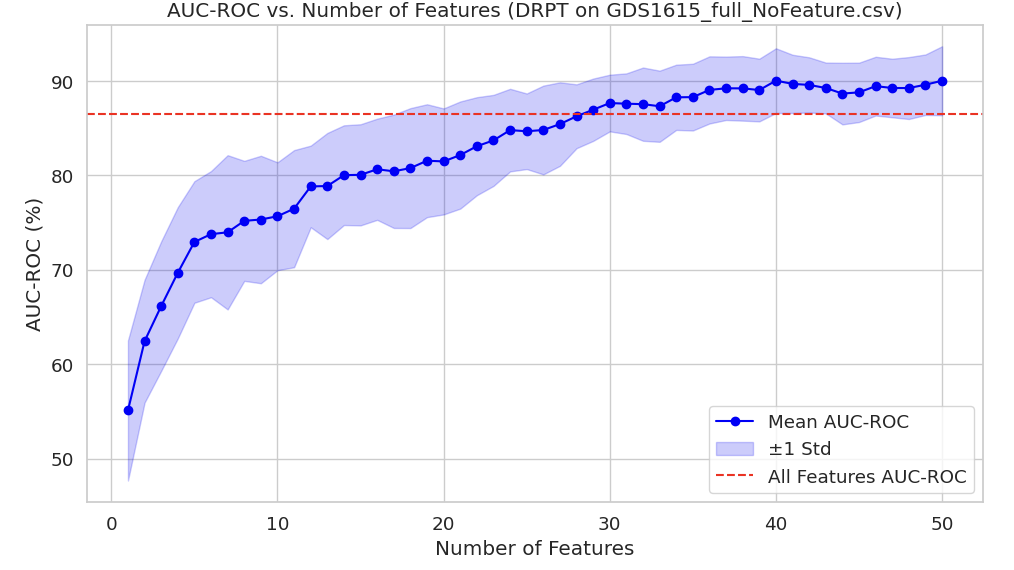 AUC-ROC vs. Number of Features (DRPT on GDS1615_full_NoFeature.csv)
AUC-ROC (%)
90
80
70
60
50
Mean AUC-ROC
±1 Std
All Features AUC-ROC
0 10 20 30 40 50
Number of Features